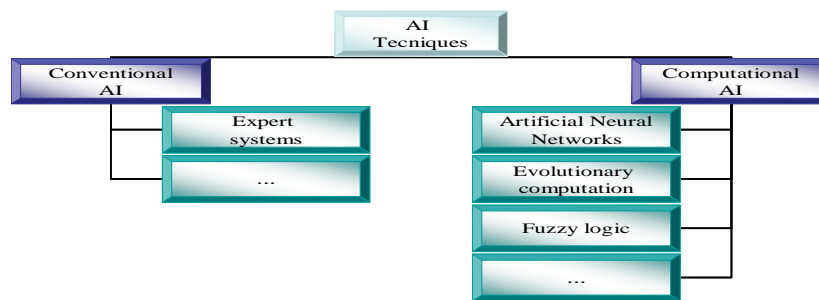 AI
Tecniques
Conventional
AI
Computational
AI
Expert
systems
...
Artificial Neural
Networks
Evolutionary
computation
Fuzzy logic
...